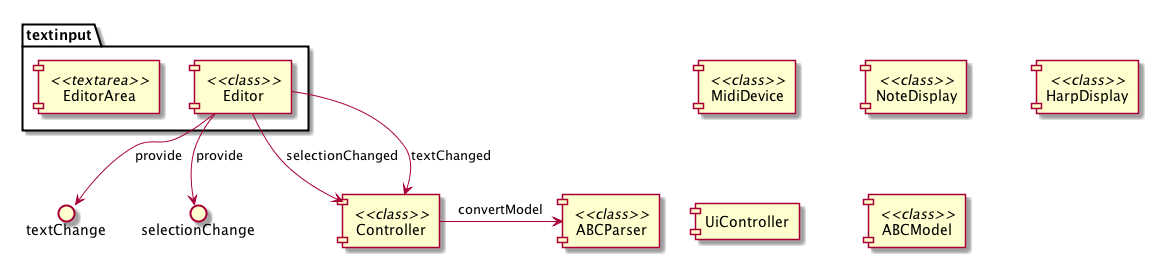 textinput
<<textarea>>
EditorArea
<<class>>
Editor
<<class>>
MidiDevice
<<class>>
NoteDisplay
<<class>>
HarpDisplay
provide
provide
selectionChanged
textChanged
textChange
selectionChange
<<class>>
Controller
convertModel
<<class>>
ABCParser
UiController
<<class>>
ABCModel